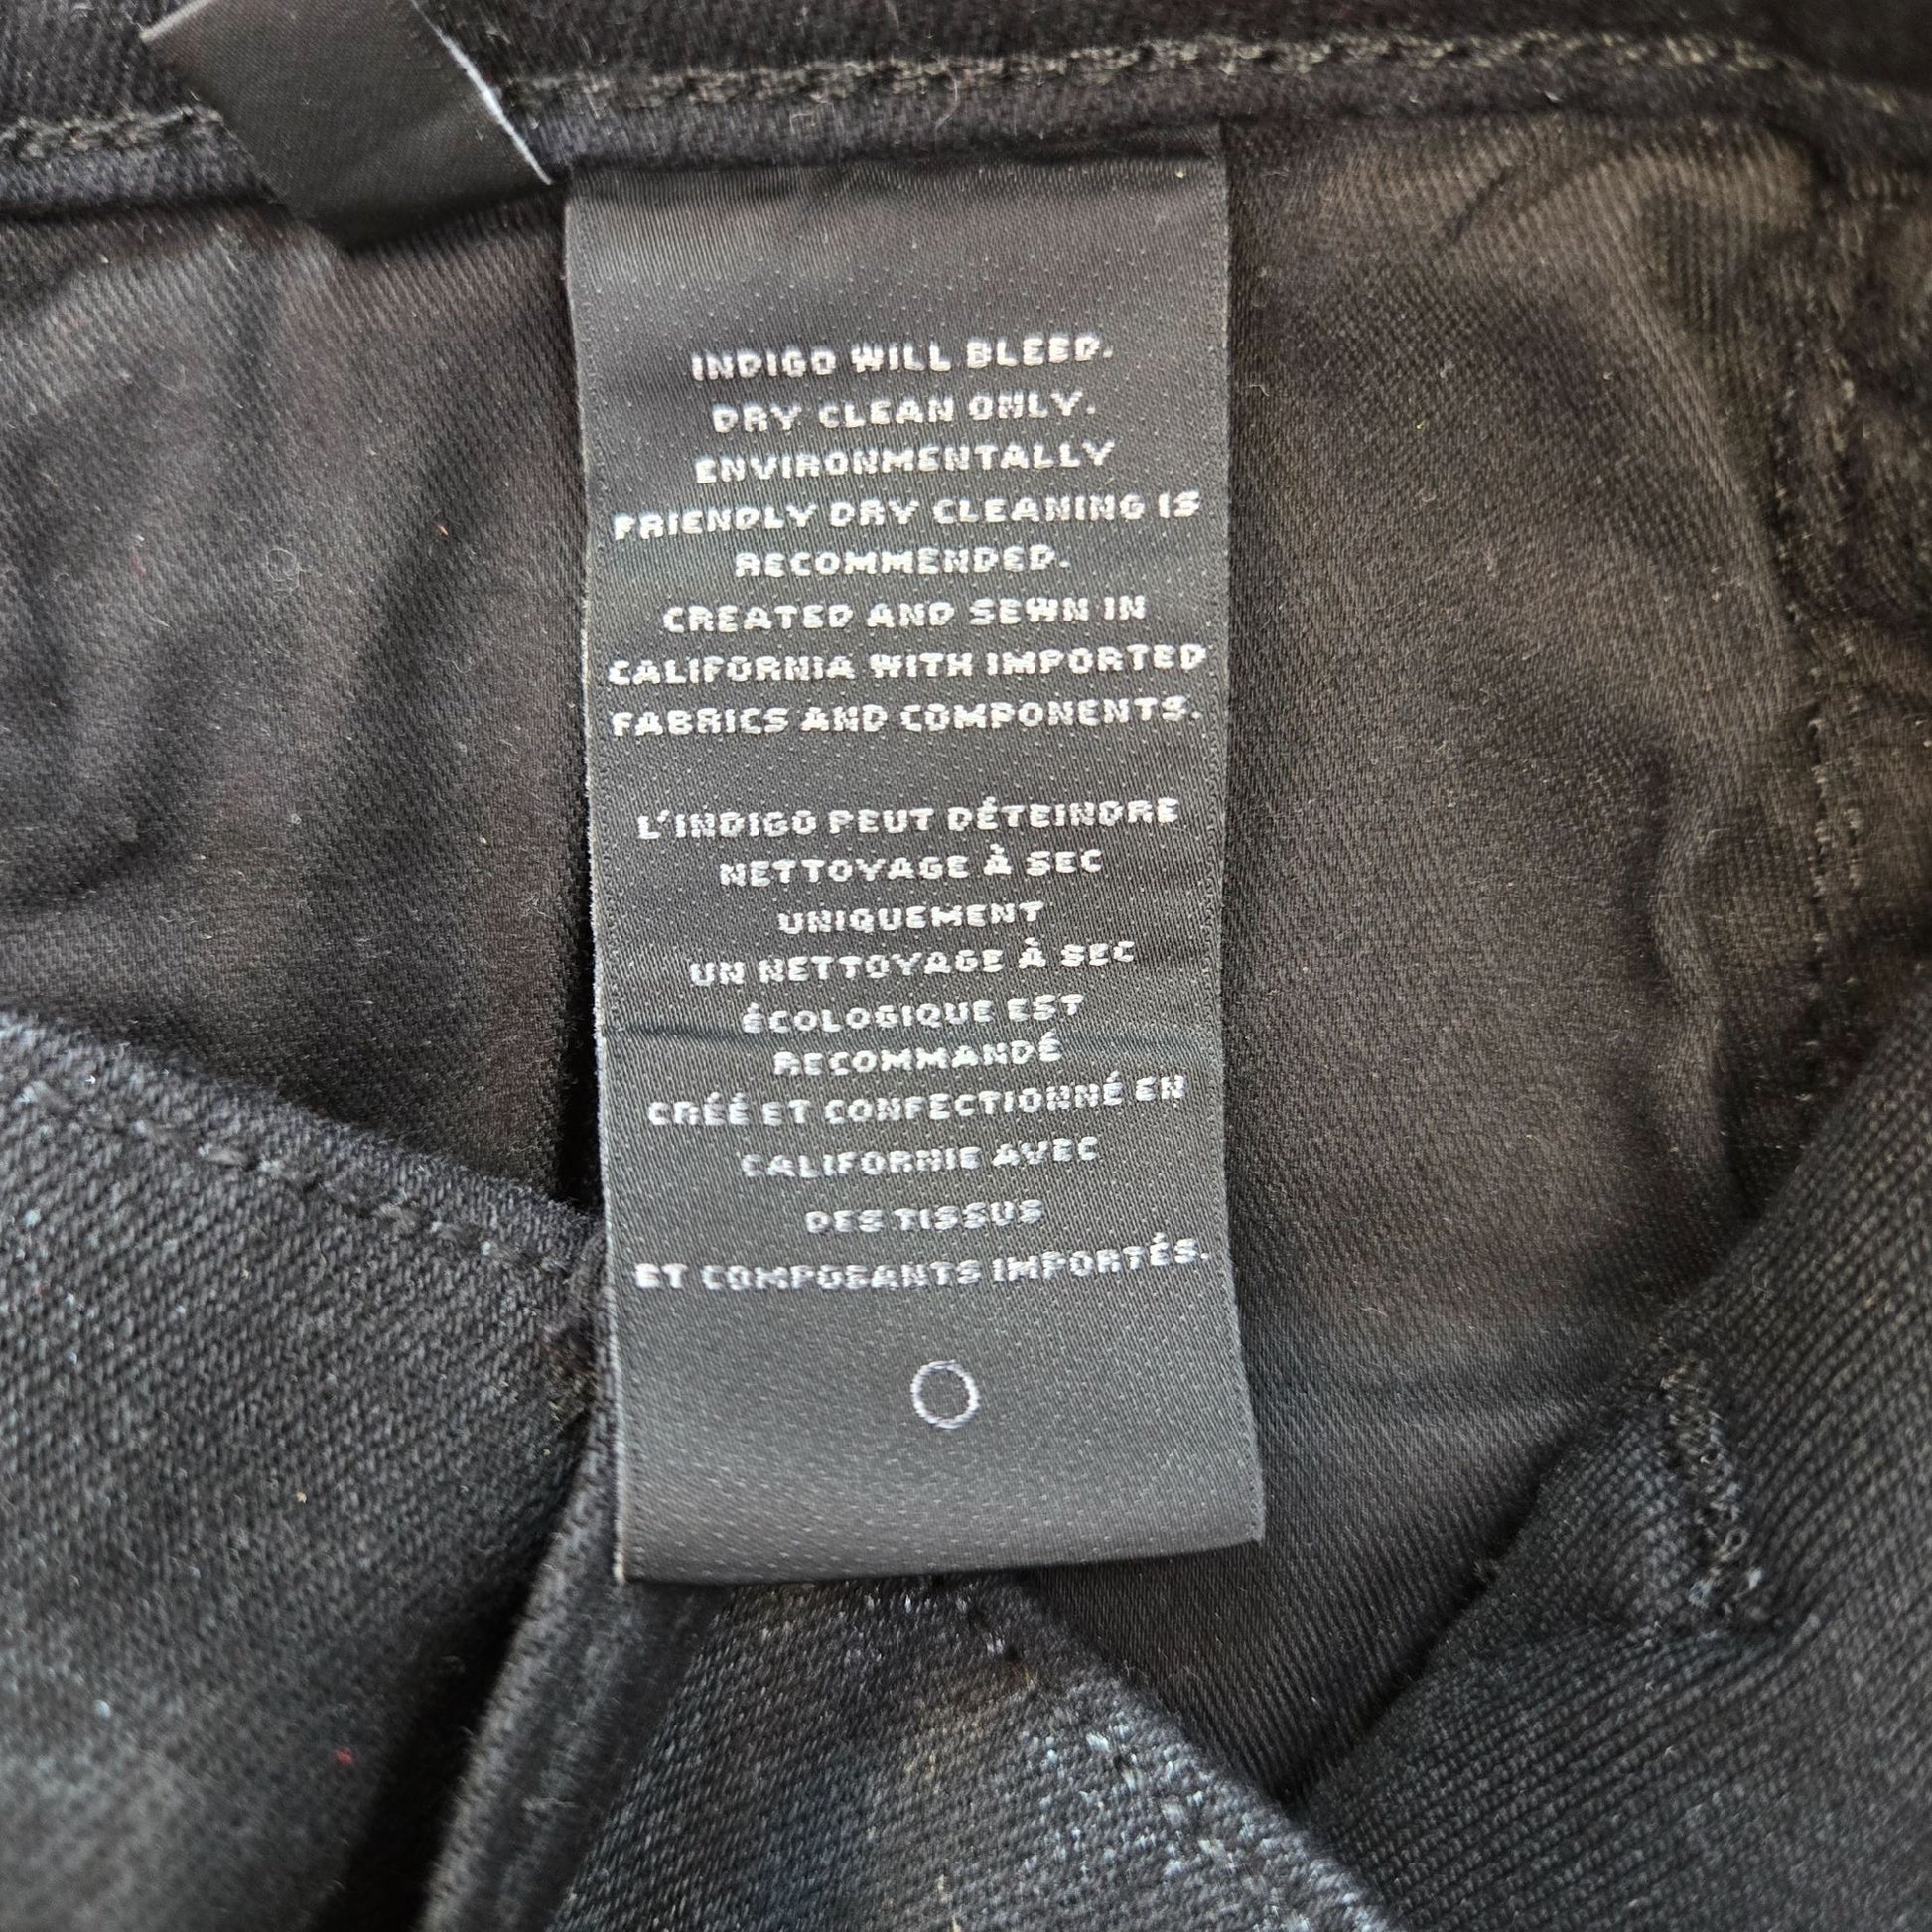 INDIGO WILL BLEED.
DRY CLEAN ONLY.
ENVIRONMENTALLY
FRIENDLY DRY CLEANING IS
RECOMMENDED.
CREATED AND SEWN IN
CALIFORNIA WITH IMPORTED
FABRICS AND COMPONENTS.
L'INDIGO PEUT DÉTEINDRE
NETTOYAGE À SEC
UNIQUEMENT
UN NETTOYAGE À SEC
ÉCOLOGIQUE EST
RECOMMANDÉ
CRÉÉ ET CONFECTIONNÉ EN
CALIFORNIE AVEC
DES TISSUS
ET COMPOSANTS IMPORTÉS.